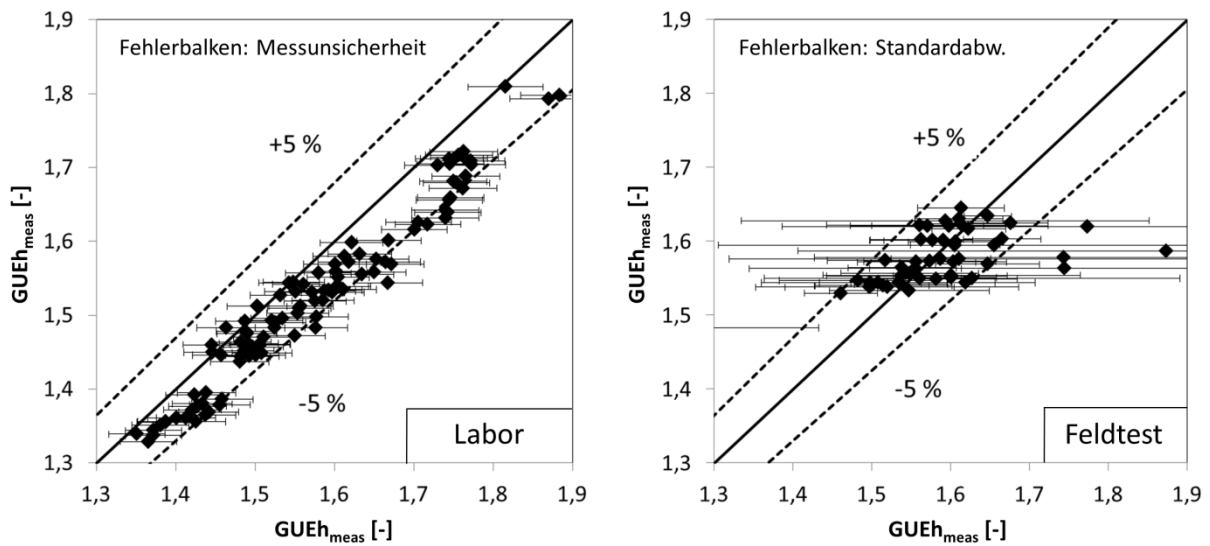 1,9
1,8
1,7
1,6
1,5
1,4
1,3
GUEh_meas [-]
Fehlerbalken: Messunsicherheit
+5 %
-5 %
Labor
1,3 1,4 1,5 1,6 1,7 1,8 1,9
GUEh_meas [-]
1,9
1,8
1,7
1,6
1,5
1,4
1,3
GUEh_meas [-]
Fehlerbalken: Standardabw.
+5 %
-5 %
Feldtest
1,3 1,4 1,5 1,6 1,7 1,8 1,9
GUEh_meas [-]